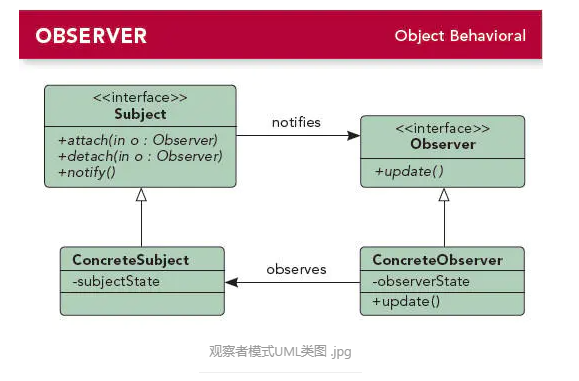 OBSERVER
Object Behavioral
<<interface>>
Subject
+attach(in o : Observer)
+detach(in o : Observer)
+notify()
notifies
<<interface>>
Observer
+update()
ConcreteSubject
-subjectState
observes
ConcreteObserver
-observerState
+update()
观察者模式UML类图 .jpg